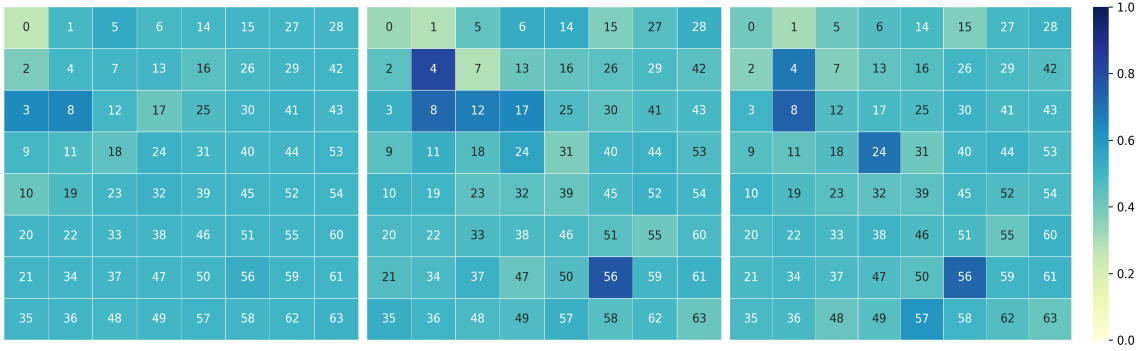 0 1 5 6 14 15 27 28
2 4 7 13 16 26 29 42
3 8 12 17 25 30 41 43
9 11 18 24 31 40 44 53
10 19 23 32 39 45 52 54
20 22 33 38 46 51 55 60
21 34 37 47 50 56 59 61
35 36 48 49 57 58 62 63
0 1 5 6 14 15 27 28
2 4 7 13 16 26 29 42
3 8 12 17 25 30 41 43
9 11 18 24 31 40 44 53
10 19 23 32 39 45 52 54
20 22 33 38 46 51 55 60
21 34 37 47 50 56 59 61
35 36 48 49 57 58 62 63
0 1 5 6 14 15 27 28
2 4 7 13 16 26 29 42
3 8 12 17 25 30 41 43
9 11 18 24 31 40 44 53
10 19 23 32 39 45 52 54
20 22 33 38 46 51 55 60
21 34 37 47 50 56 59 61
35 36 48 49 57 58 62 63
1.0
0.8
0.6
0.4
0.2
0.0